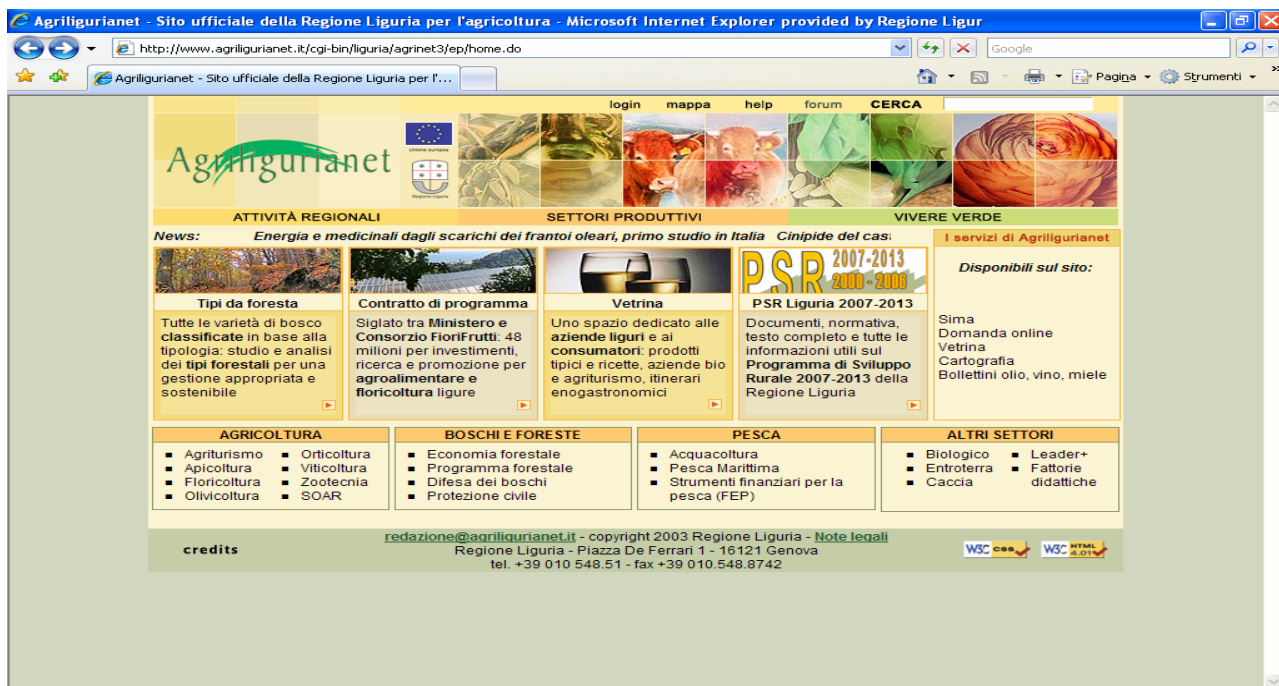 Agriligurianet - Sito ufficiale della Regione Liguria per l'agricoltura - Microsoft Internet Explorer provided by Regione Ligur
http://www.agriligurianet.it/cgi-bin/liguria/agrinet3/ep/home.do
Google
Agriligurianet - Sito ufficiale della Regione Liguria per l'...
Pagina
Strumenti
login mappa help forum CERCA
Agriligurianet
Unione europea
Regione Liguria
ATTIVITÀ REGIONALI SETTORI PRODUTTIVI VIVERE VERDE
News: Energia e medicinali dagli scarichi dei frantoi oleari, primo studio in Italia Cinipide del cas
Tipi da foresta
Tutte le varietà di bosco
classificate in base alla
tipologia: studio e analisi
dei tipi forestali per una
gestione appropriata e
sostenibile
Contratto di programma
Siglato tra Ministero e
Consorzio FioriFrutti: 48
milioni per investimenti,
ricerca e promozione per
agroalimentare e
floricoltura ligure
Vetrina
Uno spazio dedicato alle
aziende liguri e ai
consumatori: prodotti
tipici e ricette, aziende bio
e agriturismo, itinerari
enogastronomici
PSR 2007-2013
2000 - 2006
PSR Liguria 2007-2013
Documenti, normativa,
testo completo e tutte le
informazioni utili sul
Programma di Sviluppo
Rurale 2007-2013 della
Regione Liguria
I servizi di Agriligurianet
Disponibili sul sito:
Sima
Domanda online
Vetrina
Cartografia
Bollettini olio, vino, miele
AGRICOLTURA
Agriturismo
Apicoltura
Floricoltura
Olivicoltura
Orticoltura
Viticoltura
Zootecnia
SOAR
BOSCHI E FORESTE
Economia forestale
Programma forestale
Difesa dei boschi
Protezione civile
PESCA
Acquacoltura
Pesca Marittima
Strumenti finanziari per la
pesca (FEP)
ALTRI SETTORI
Biologico
Entroterra
Caccia
Leader+
Fattorie
didattiche
credits
redazione@agriligurianet.it - copyright 2003 Regione Liguria - Note legali
Regione Liguria - Piazza De Ferrari 1 - 16121 Genova
tel. +39 010 548.51 - fax +39 010.548.8742
W3C css
W3C HTML 4.01